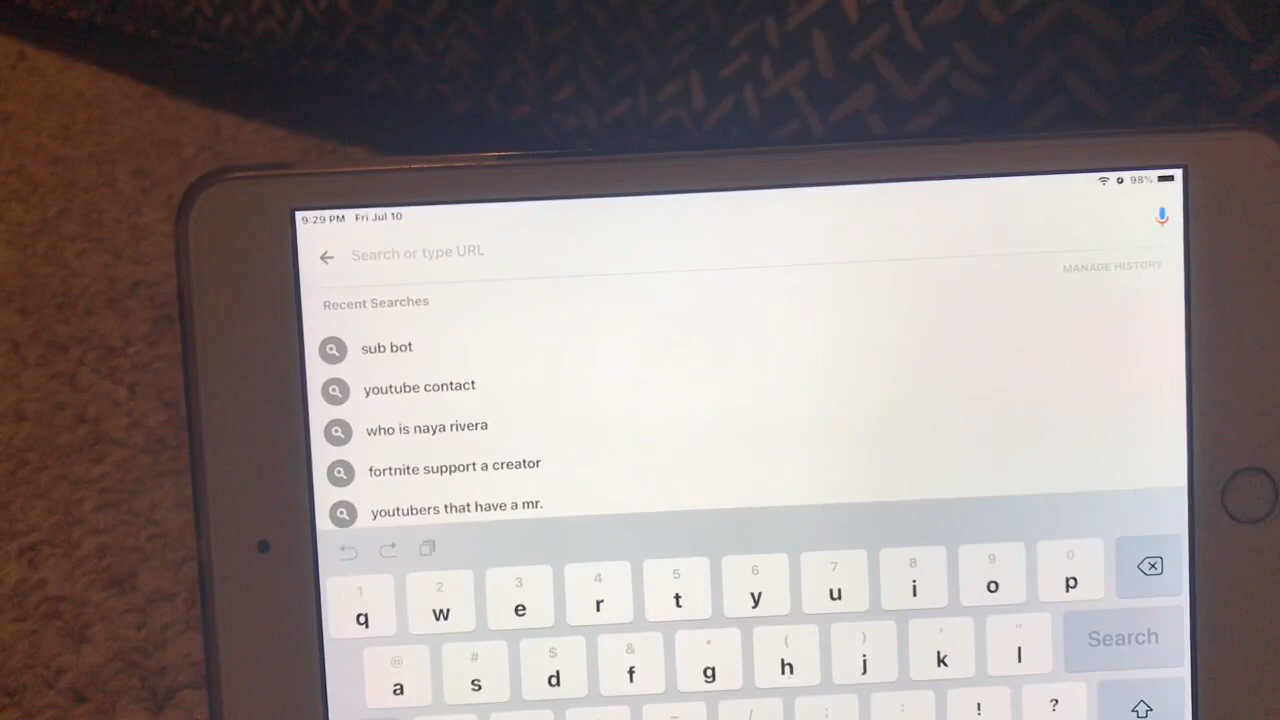 9:29 PM Fri Jul 10 98%
Search or type URL
MANAGE HISTORY
Recent Searches
sub bot
youtube contact
who is naya rivera
fortnite support a creator
youtubers that have a mr.
1 2 3 4 5 6 7 8 9 0
q w e r t y u i o p
@ # $ & * ( ) ' "
a s d f g h j k l Search
! ?